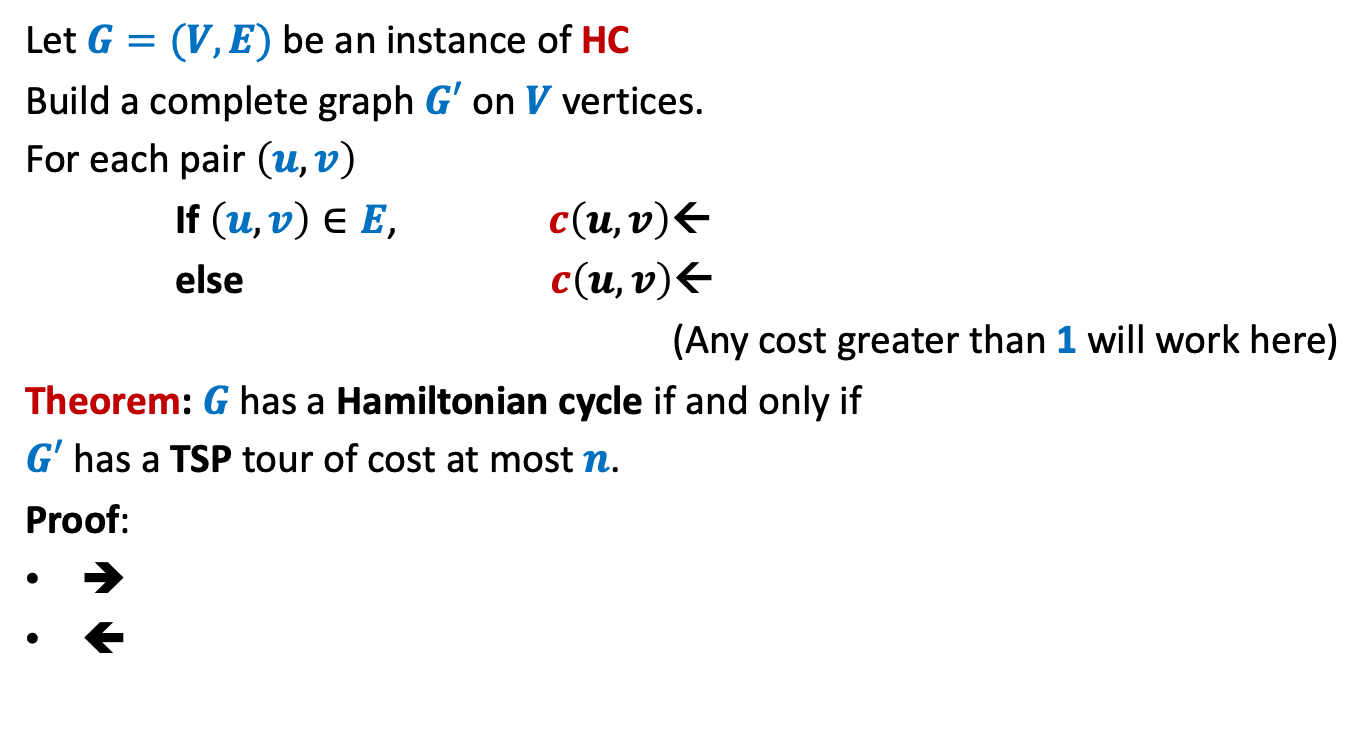 Let G = (V, E) be an instance of HC
Build a complete graph G′ on V vertices.
For each pair (u, v)
If (u, v) ∈ E, c(u, v)←
else c(u, v)←
(Any cost greater than 1 will work here)
Theorem: G has a Hamiltonian cycle if and only if
G′ has a TSP tour of cost at most n.
Proof:
• →
• ←